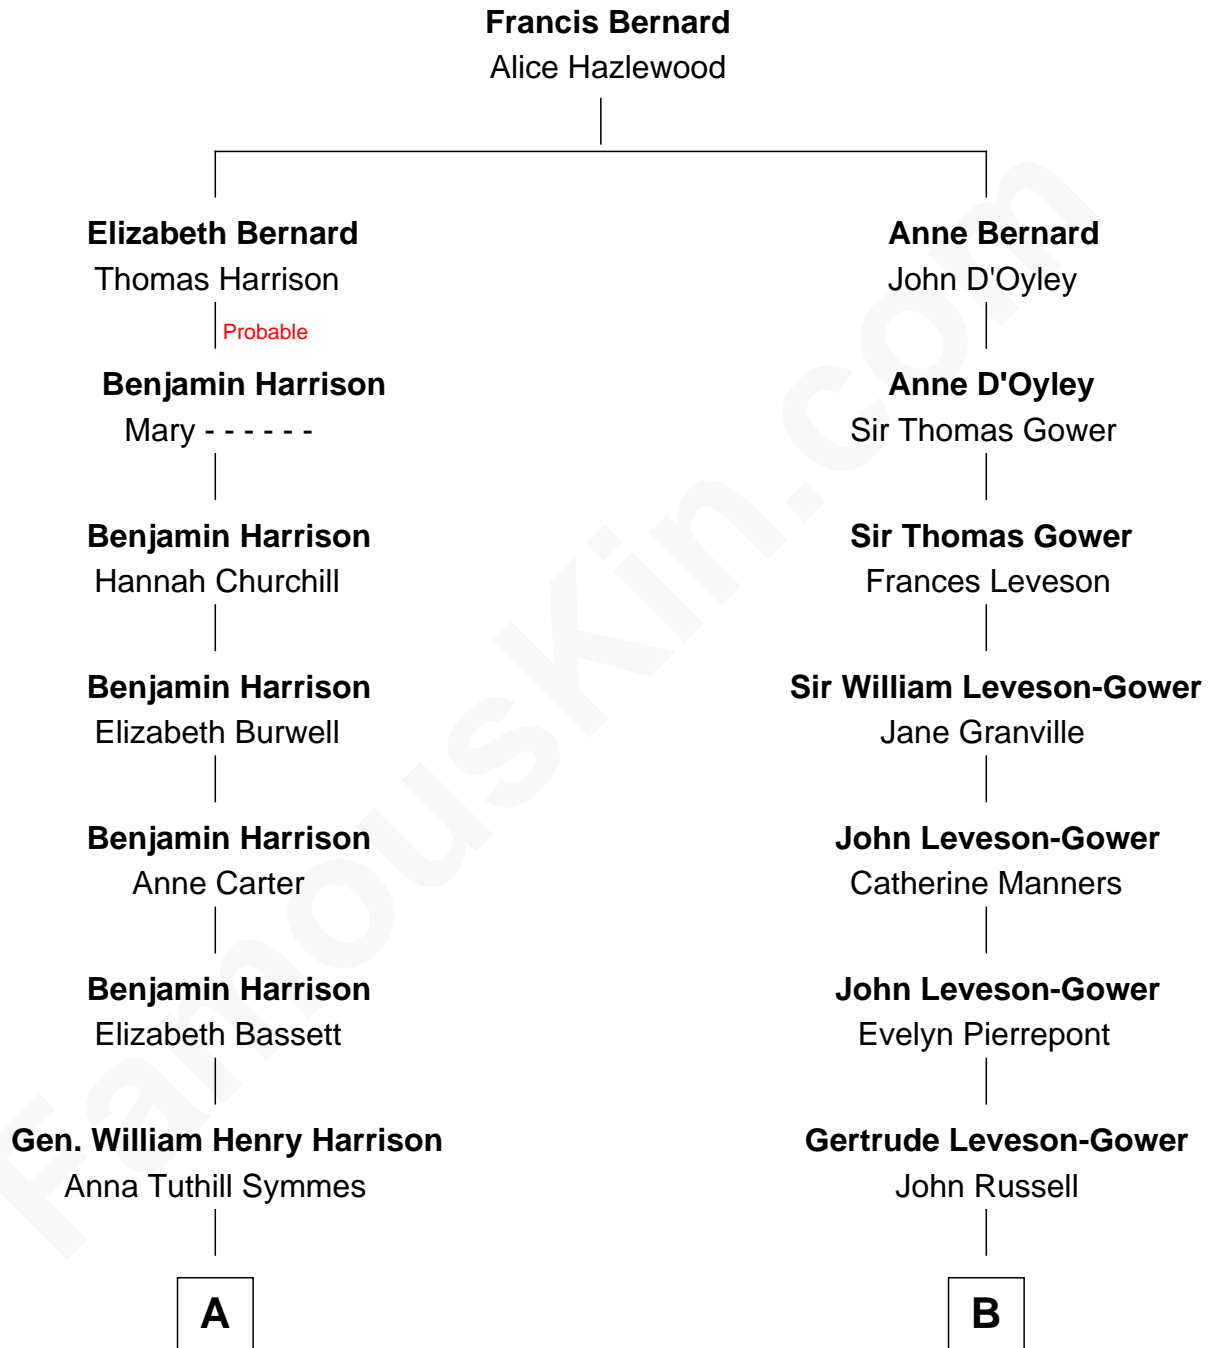 Francis Bernard
Alice Hazlewood
Elizabeth Bernard
Thomas Harrison
Probable
Benjamin Harrison
Mary - - - - - -
Benjamin Harrison
Hannah Churchill
Benjamin Harrison
Elizabeth Burwell
Benjamin Harrison
Anne Carter
Benjamin Harrison
Elizabeth Bassett
Gen. William Henry Harrison
Anna Tuthill Symmes
A
Anne Bernard
John D'Oyley
Anne D'Oyley
Sir Thomas Gower
Sir Thomas Gower
Frances Leveson
Sir William Leveson-Gower
Jane Granville
John Leveson-Gower
Catherine Manners
John Leveson-Gower
Evelyn Pierrepont
Gertrude Leveson-Gower
John Russell
B
FamousKin.com